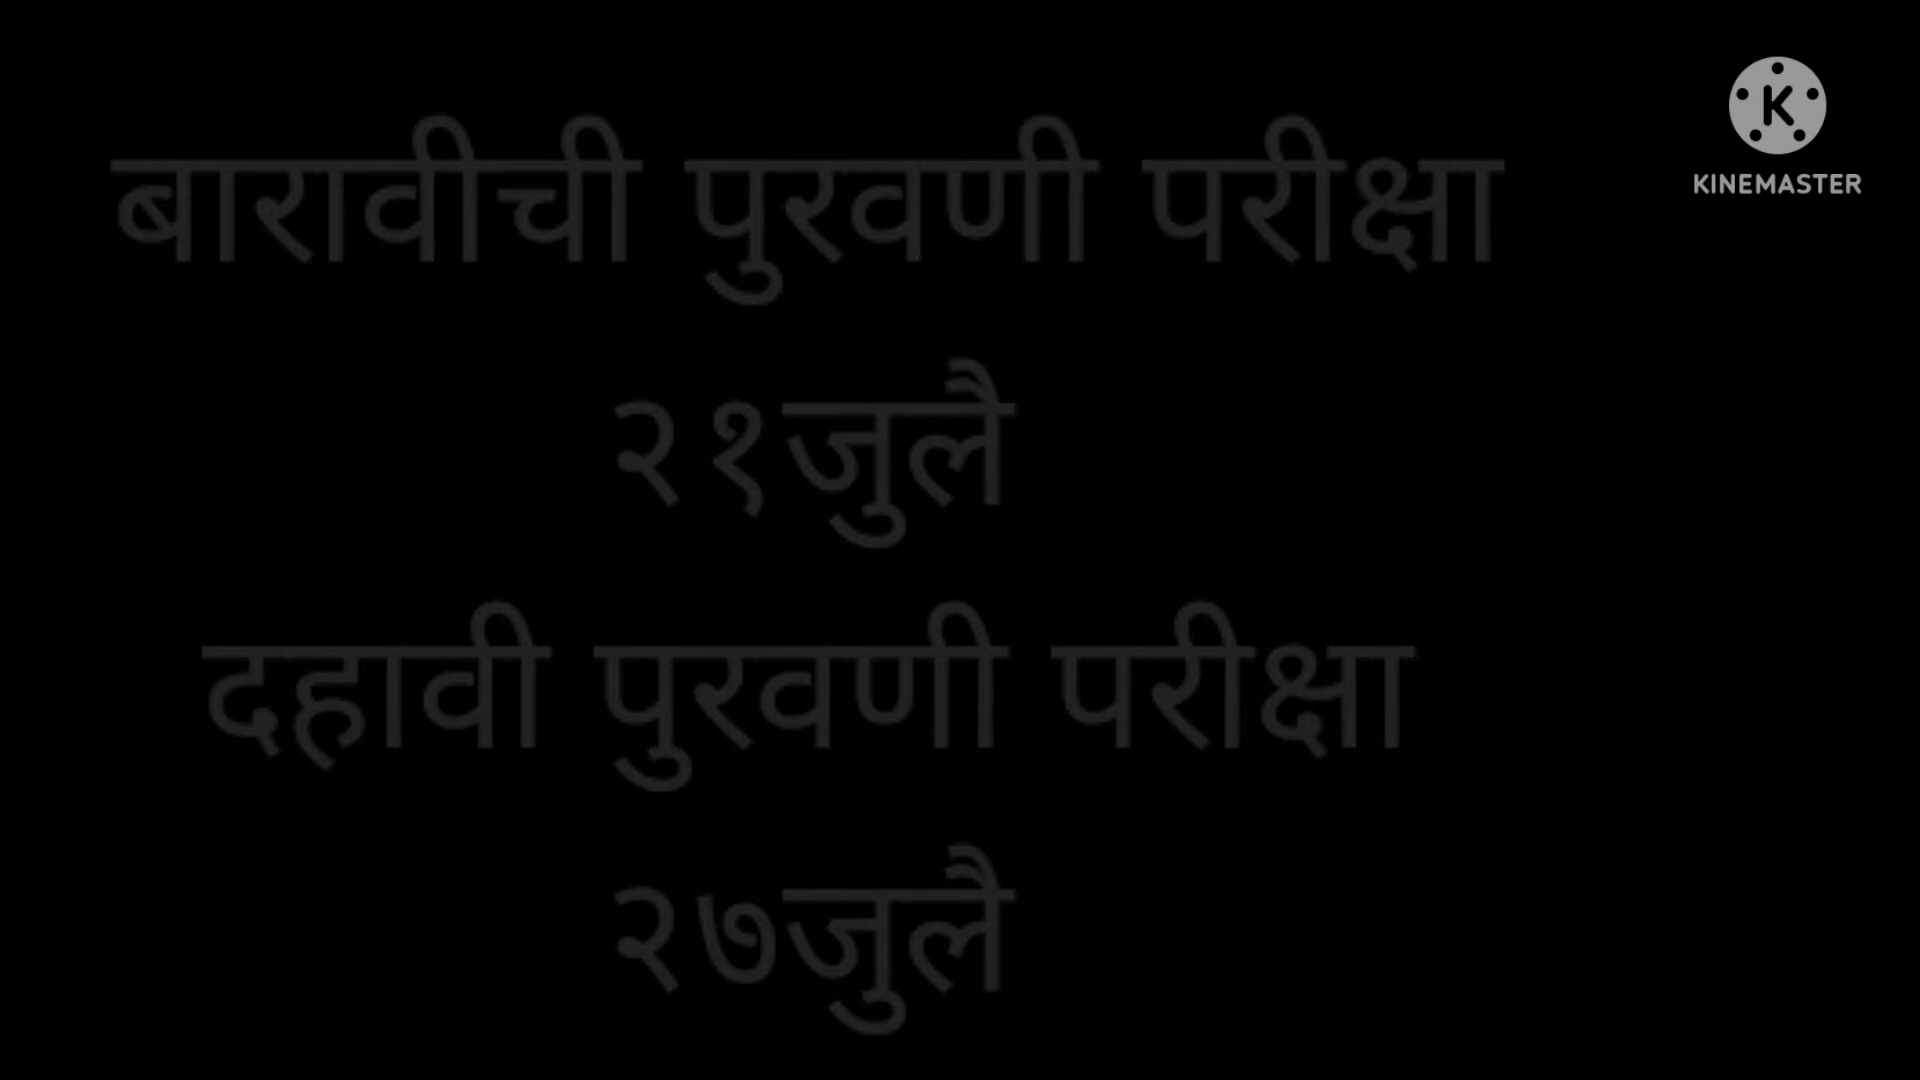 बारावीची पुरवणी परीक्षा
२१जुलै
दहावी पुरवणी परीक्षा
२७जुलै
KINEMASTER